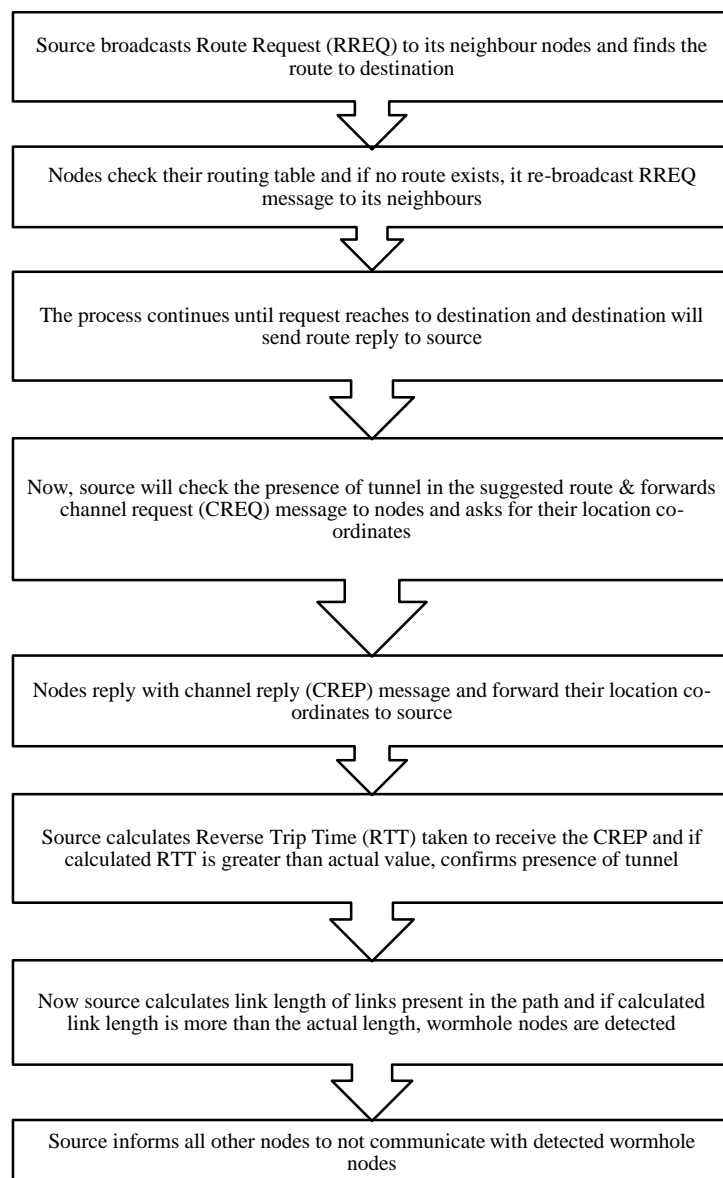 Source broadcasts Route Request (RREQ) to its neighbour nodes and finds the
route to destination
Nodes check their routing table and if no route exists, it re-broadcast RREQ
message to its neighbours
The process continues until request reaches to destination and destination will
send route reply to source
Now, source will check the presence of tunnel in the suggested route & forwards
channel request (CREQ) message to nodes and asks for their location co-
ordinates
Nodes reply with channel reply (CREP) message and forward their location co-
ordinates to source
Source calculates Reverse Trip Time (RTT) taken to receive the CREP and if
calculated RTT is greater than actual value, confirms presence of tunnel
Now source calculates link length of links present in the path and if calculated
link length is more than the actual length, wormhole nodes are detected
Source informs all other nodes to not communicate with detected wormhole
nodes